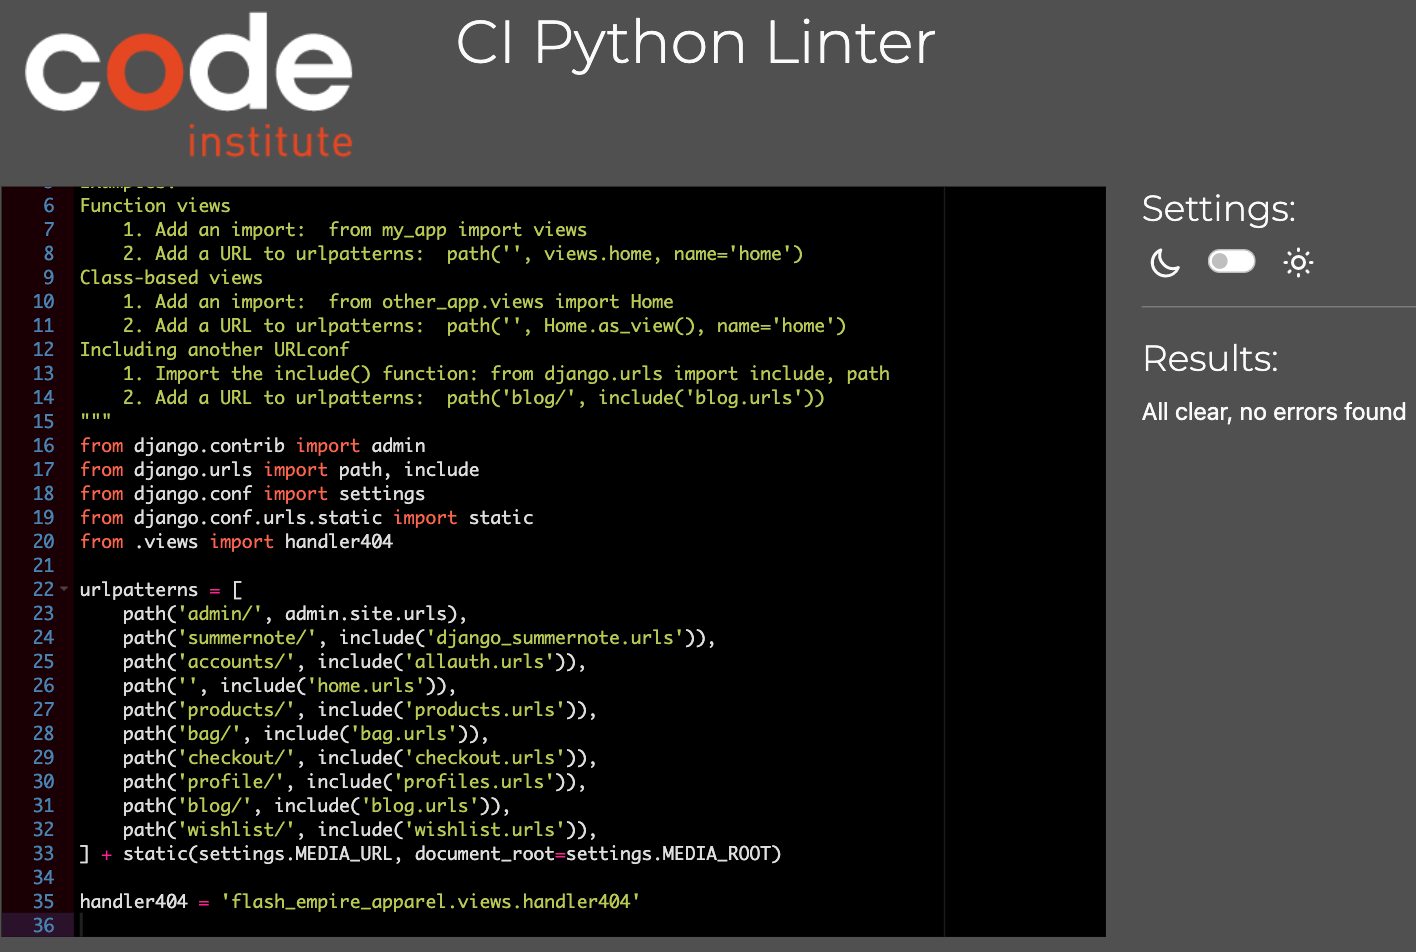 code
institute
CI Python Linter
6 Function views
7 1. Add an import:  from my_app import views
8 2. Add a URL to urlpatterns:  path('', views.home, name='home')
9 Class-based views
10 1. Add an import:  from other_app.views import Home
11 2. Add a URL to urlpatterns:  path('', Home.as_view(), name='home')
12 Including another URLconf
13 1. Import the include() function: from django.urls import include, path
14 2. Add a URL to urlpatterns:  path('blog/', include('blog.urls'))
15 """
16 from django.contrib import admin
17 from django.urls import path, include
18 from django.conf import settings
19 from django.conf.urls.static import static
20 from .views import handler404
21
22 urlpatterns = [
23 path('admin/', admin.site.urls),
24 path('summernote/', include('django_summernote.urls')),
25 path('accounts/', include('allauth.urls')),
26 path('', include('home.urls')),
27 path('products/', include('products.urls')),
28 path('bag/', include('bag.urls')),
29 path('checkout/', include('checkout.urls')),
30 path('profile/', include('profiles.urls')),
31 path('blog/', include('blog.urls')),
32 path('wishlist/', include('wishlist.urls')),
33 ] + static(settings.MEDIA_URL, document_root=settings.MEDIA_ROOT)
34
35 handler404 = 'flash_empire_apparel.views.handler404'
36
Settings:
Results:
All clear, no errors found